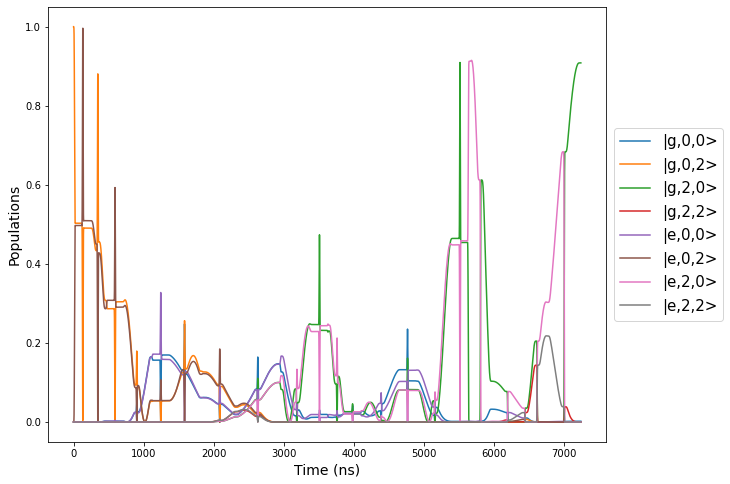 1.0
0.8
0.6
0.4
0.2
0.0
Populations
0 1000 2000 3000 4000 5000 6000 7000
Time (ns)
|g,0,0>
|g,0,2>
|g,2,0>
|g,2,2>
|e,0,0>
|e,0,2>
|e,2,0>
|e,2,2>